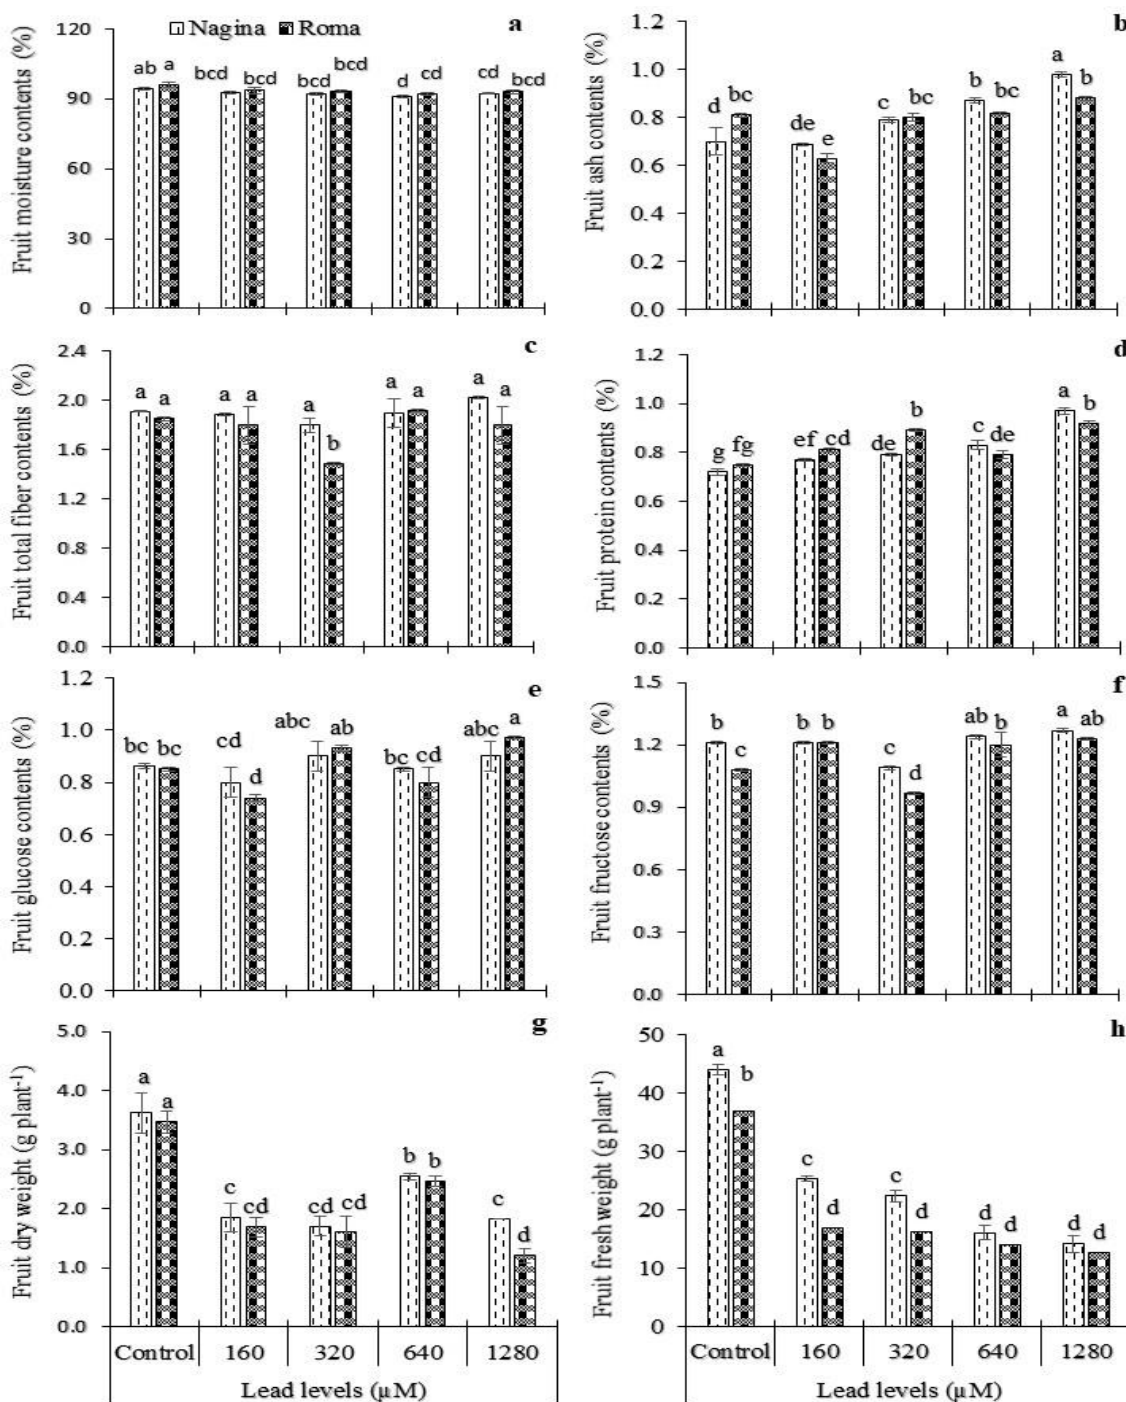 Nagina Roma
a
Fruit moisture contents (%)
120
90
60
30
0
ab a bcd bcd bcd bcd d cd cd bcd
b
Fruit ash contents (%)
1.2
1.0
0.8
0.6
0.4
0.2
0.0
d bc de e c bc b bc a b
c
Fruit total fiber contents (%)
2.4
2.0
1.6
1.2
0.8
0.4
0.0
a a a a a b a a a a
d
Fruit protein contents (%)
1.2
1.0
0.8
0.6
0.4
0.2
0.0
g fg ef cd de b c de a b
e
Fruit glucose contents (%)
1.2
1.0
0.8
0.6
0.4
0.2
0.0
bc bc cd d abc ab bc cd abc a
f
Fruit fructose contents (%)
1.5
1.2
0.9
0.6
0.3
0.0
b c b b c d ab b a ab
g
Fruit dry weight (g plant-1)
5.0
4.0
3.0
2.0
1.0
0.0
a a c cd cd cd b b c d
Control 160 320 640 1280
Lead levels (µM)
h
Fruit fresh weight (g plant-1)
50
40
30
20
10
0
a b c d c d d d d d
Control 160 320 640 1280
Lead levels (µM)